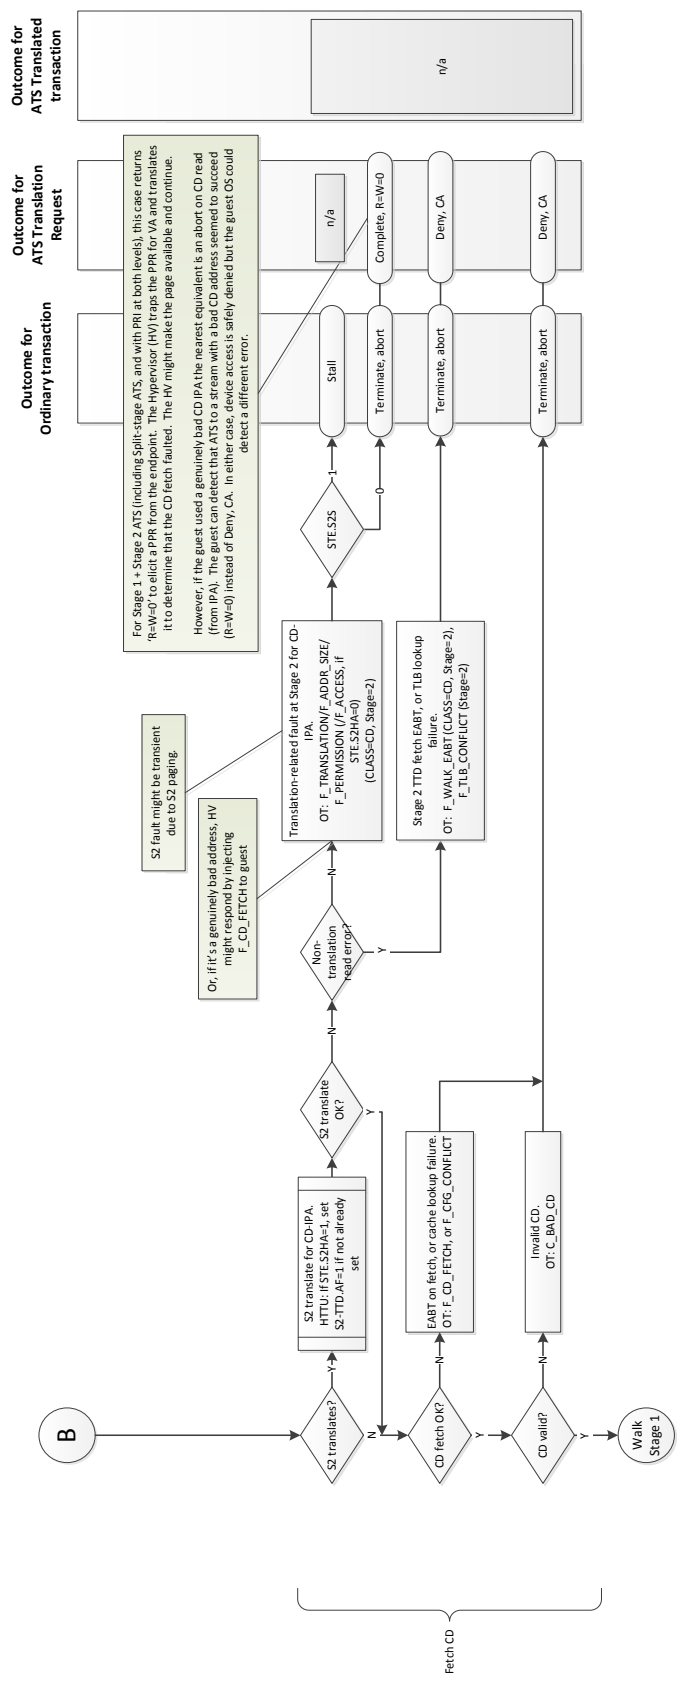 Outcome for
Ordinary transaction
Outcome for
ATS Translation
Request
Outcome for
ATS Translated
transaction
For Stage 1 + Stage 2 ATS (including Split-stage ATS, and with PRI at both levels), this case returns
‘R=W=0’ to elicit a PPR from the endpoint. The Hypervisor (HV) traps the PPR for VA and translates
it to determine that the CD fetch faulted. The HV might make the page available and continue.
However, if the guest used a genuinely bad CD IPA the nearest equivalent is an abort on CD read
(from IPA). The guest can detect that ATS to a stream with a bad CD address seemed to succeed
(R=W=0) instead of Deny, CA. In either case, device access is safely denied but the guest OS could
detect a different error.
S2 fault might be transient
due to S2 paging.
Or, if it’s a genuinely bad address, HV
might respond by injecting
F_CD_FETCH to guest
B
Fetch CD
S2 translates?
Y
N
S2 translate for CD-IPA.
HTTU: If STE.S2HA=1, set
S2-TTD.AF=1 if not already
set
S2 translate
OK?
N
Y
Non-
translation
read error?
N
Y
Translation-related fault at Stage 2 for CD-
IPA.
OT: F_TRANSLATION/F_ADDR_SIZE/
F_PERMISSION (/F_ACCESS, if
STE.S2HA=0)
(CLASS=CD, Stage=2)
STE.S2S
1
0
Stall
n/a
n/a
Terminate, abort
Complete, R=W=0
Stage 2 TTD fetch EABT, or TLB lookup
failure.
OT: F_WALK_EABT (CLASS=CD, Stage=2),
F_TLB_CONFLICT (Stage=2)
Terminate, abort
Deny, CA
CD fetch OK?
N
Y
EABT on fetch, or cache lookup failure.
OT: F_CD_FETCH, or F_CFG_CONFLICT
CD valid?
N
Y
Invalid CD.
OT: C_BAD_CD
Terminate, abort
Deny, CA
Walk
Stage 1